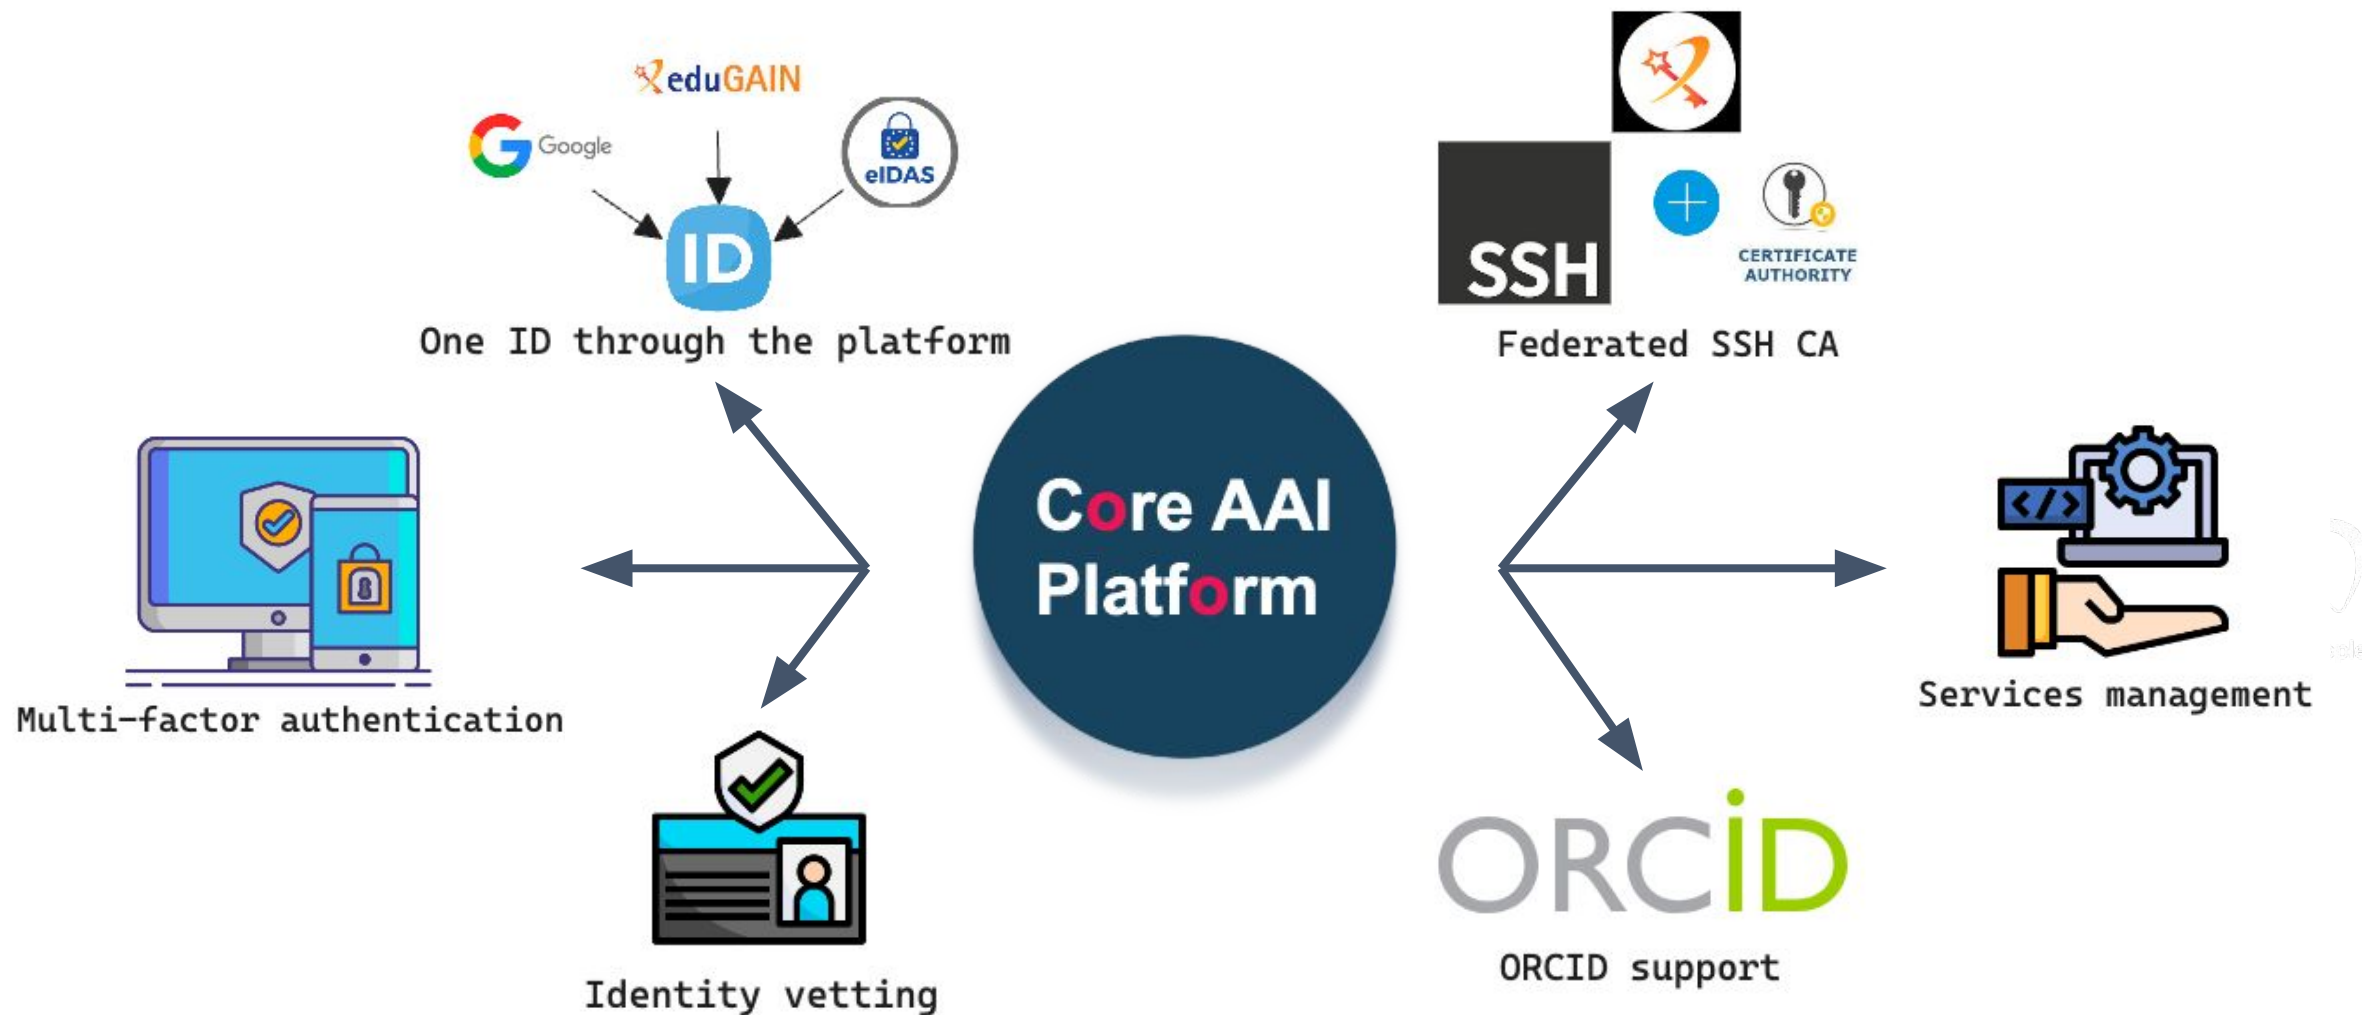 eduGAIN
Google
eIDAS
ID
One ID through the platform
SSH
CERTIFICATE
AUTHORITY
Federated SSH CA
Core AAI
Platform
</>
Multi-factor authentication
Services management
Identity vetting
ORCID
ORCID support